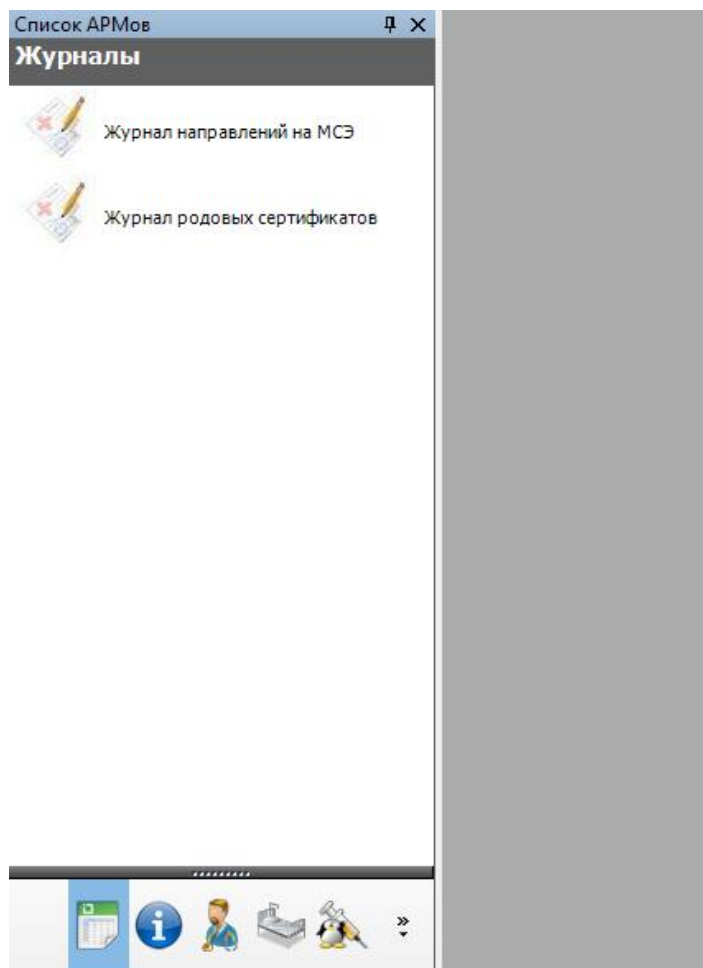 Список АРМов
Журналы
Журнал направлений на МСЭ
Журнал родовых сертификатов